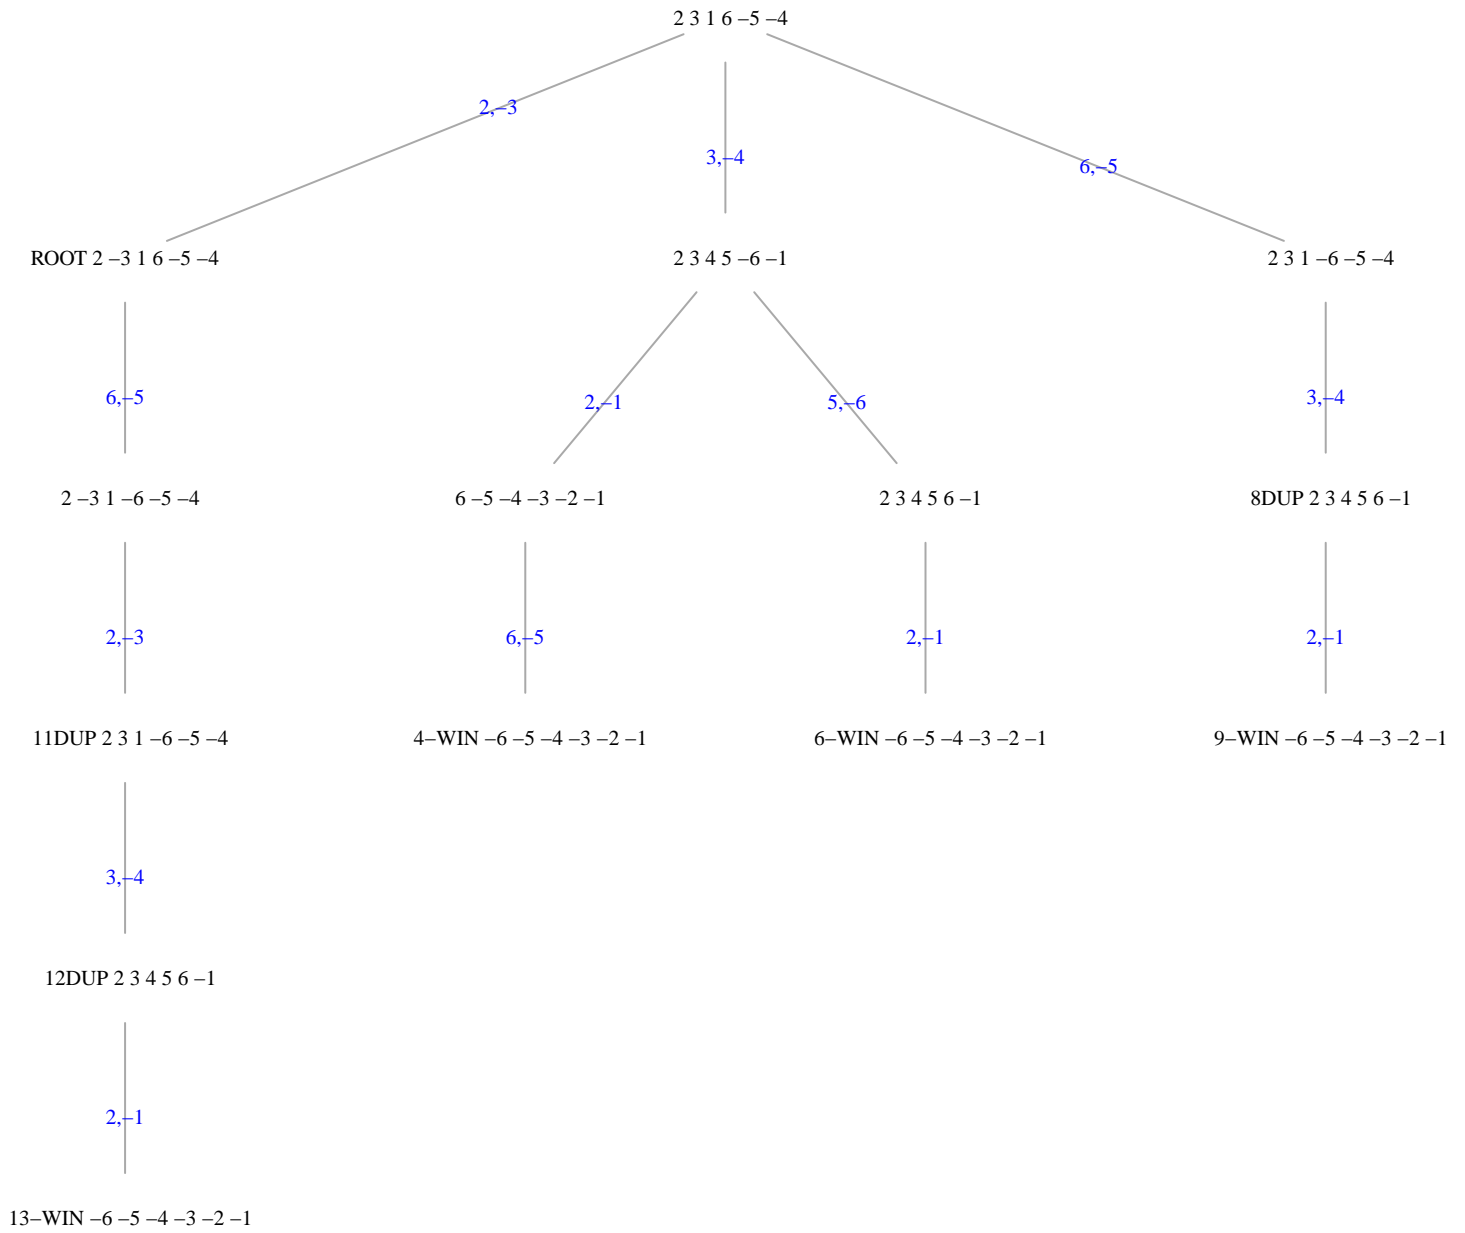 2 3 1 6 –5 –4
2,–3
3,–4
6,–5
ROOT 2 –3 1 6 –5 –4
2 3 4 5 –6 –1
2 3 1 –6 –5 –4
6,–5
2,–1
5,–6
3,–4
2 –3 1 –6 –5 –4
6 –5 –4 –3 –2 –1
2 3 4 5 6 –1
8DUP 2 3 4 5 6 –1
2,–3
6,–5
2,–1
2,–1
11DUP 2 3 1 –6 –5 –4
4–WIN –6 –5 –4 –3 –2 –1
6–WIN –6 –5 –4 –3 –2 –1
9–WIN –6 –5 –4 –3 –2 –1
3,–4
12DUP 2 3 4 5 6 –1
2,–1
13–WIN –6 –5 –4 –3 –2 –1